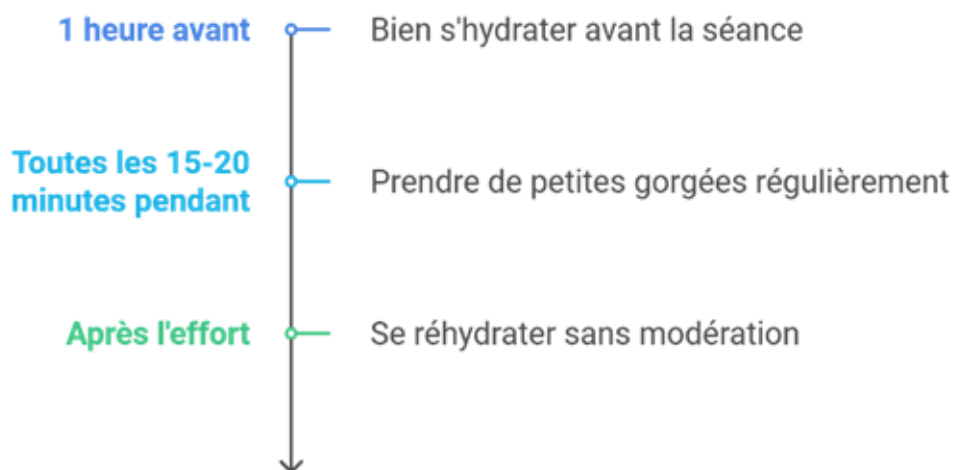 1 heure avant
Bien s'hydrater avant la séance
Toutes les 15-20
minutes pendant
Prendre de petites gorgées régulièrement
Après l'effort
Se réhydrater sans modération